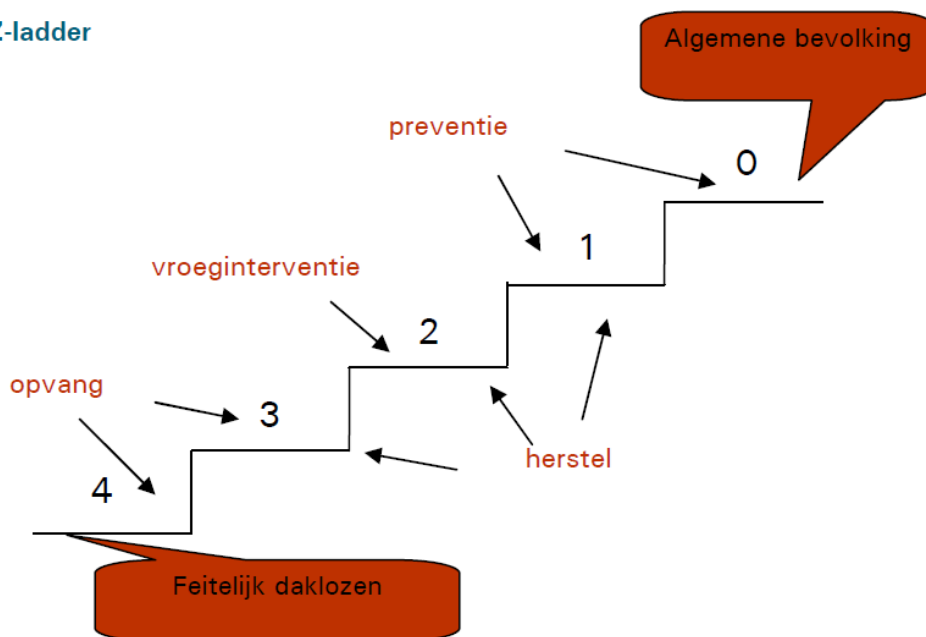 Z-ladder
Algemene bevolking
preventie
0
1
vroeginterventie
2
opvang
3
herstel
4
Feitelijk daklozen